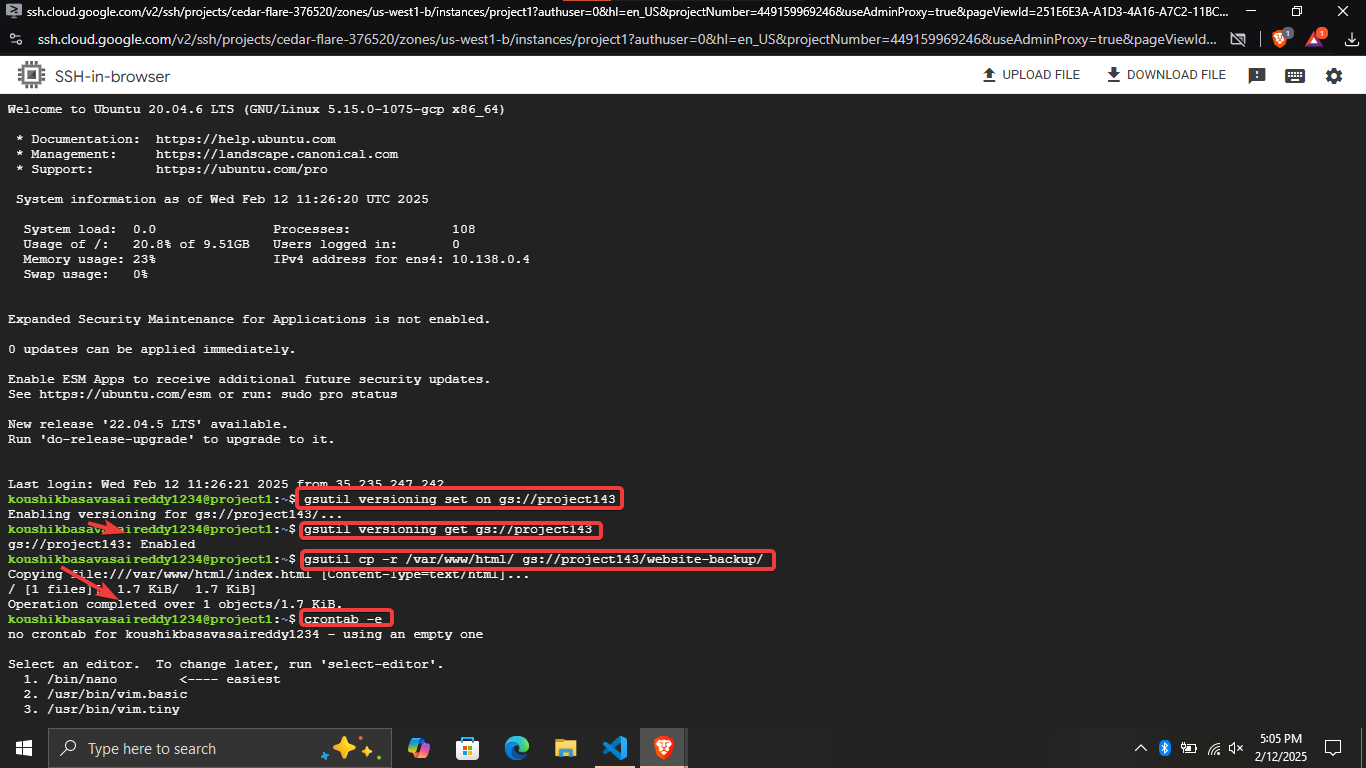 ssh.cloud.google.com/v2/ssh/projects/cedar-flare-376520/zones/us-west1-b/instances/project1?authuser=0&hl=en_US&projectNumber=449159969246&useAdminProxy=true&pageViewId=251E6E3A-A1D3-4A16-A7C2-11BC...
ssh.cloud.google.com/v2/ssh/projects/cedar-flare-376520/zones/us-west1-b/instances/project1?authuser=0&hl=en_US&projectNumber=449159969246&useAdminProxy=true&pageViewId... 1 1
SSH-in-browser UPLOAD FILE DOWNLOAD FILE
Welcome to Ubuntu 20.04.6 LTS (GNU/Linux 5.15.0-1075-gcp x86_64)
* Documentation: https://help.ubuntu.com
* Management: https://landscape.canonical.com
* Support: https://ubuntu.com/pro
System information as of Wed Feb 12 11:26:20 UTC 2025
System load: 0.0 Processes: 108
Usage of /: 20.8% of 9.51GB Users logged in: 0
Memory usage: 23% IPv4 address for ens4: 10.138.0.4
Swap usage: 0%
Expanded Security Maintenance for Applications is not enabled.
0 updates can be applied immediately.
Enable ESM Apps to receive additional future security updates.
See https://ubuntu.com/esm or run: sudo pro status
New release '22.04.5 LTS' available.
Run 'do-release-upgrade' to upgrade to it.
Last login: Wed Feb 12 11:26:21 2025 from 35.235.247.242
koushikbasavasaireddy1234@project1:~$ gsutil versioning set on gs://project143
Enabling versioning for gs://project143/...
koushikbasavasaireddy1234@project1:~$ gsutil versioning get gs://project143
gs://project143: Enabled
koushikbasavasaireddy1234@project1:~$ gsutil cp -r /var/www/html/ gs://project143/website-backup/
Copying file:///var/www/html/index.html [Content-Type=text/html]...
/ [1 files][ 1.7 KiB/ 1.7 KiB]
Operation completed over 1 objects/1.7 KiB.
koushikbasavasaireddy1234@project1:~$ crontab -e
no crontab for koushikbasavasaireddy1234 - using an empty one
Select an editor. To change later, run 'select-editor'.
1. /bin/nano <---- easiest
2. /usr/bin/vim.basic
3. /usr/bin/vim.tiny
Type here to search
5:05 PM
2/12/2025